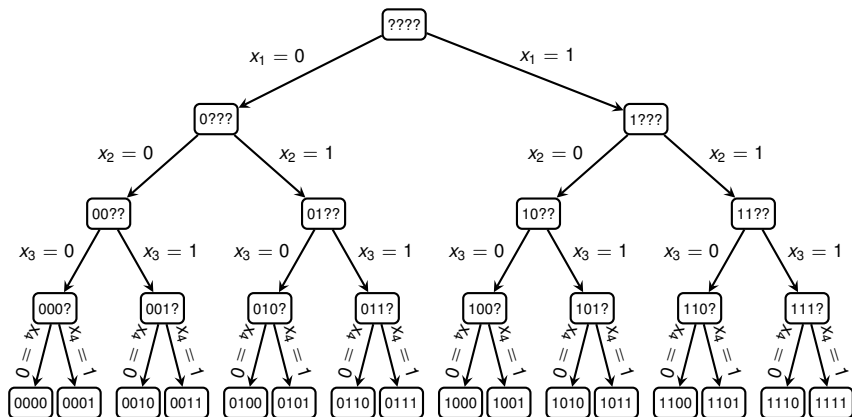 ????
x₁ = 0 x₁ = 1
0??? 1???
x₂ = 0 x₂ = 1 x₂ = 0 x₂ = 1
00?? 01?? 10?? 11??
x₃ = 0 x₃ = 1 x₃ = 0 x₃ = 1 x₃ = 0 x₃ = 1 x₃ = 0 x₃ = 1
000? 001? 010? 011? 100? 101? 110? 111?
x₄ = 0 x₄ = 1 x₄ = 0 x₄ = 1 x₄ = 0 x₄ = 1 x₄ = 0 x₄ = 1 x₄ = 0 x₄ = 1 x₄ = 0 x₄ = 1 x₄ = 0 x₄ = 1 x₄ = 0 x₄ = 1
0000 0001 0010 0011 0100 0101 0110 0111 1000 1001 1010 1011 1100 1101 1110 1111